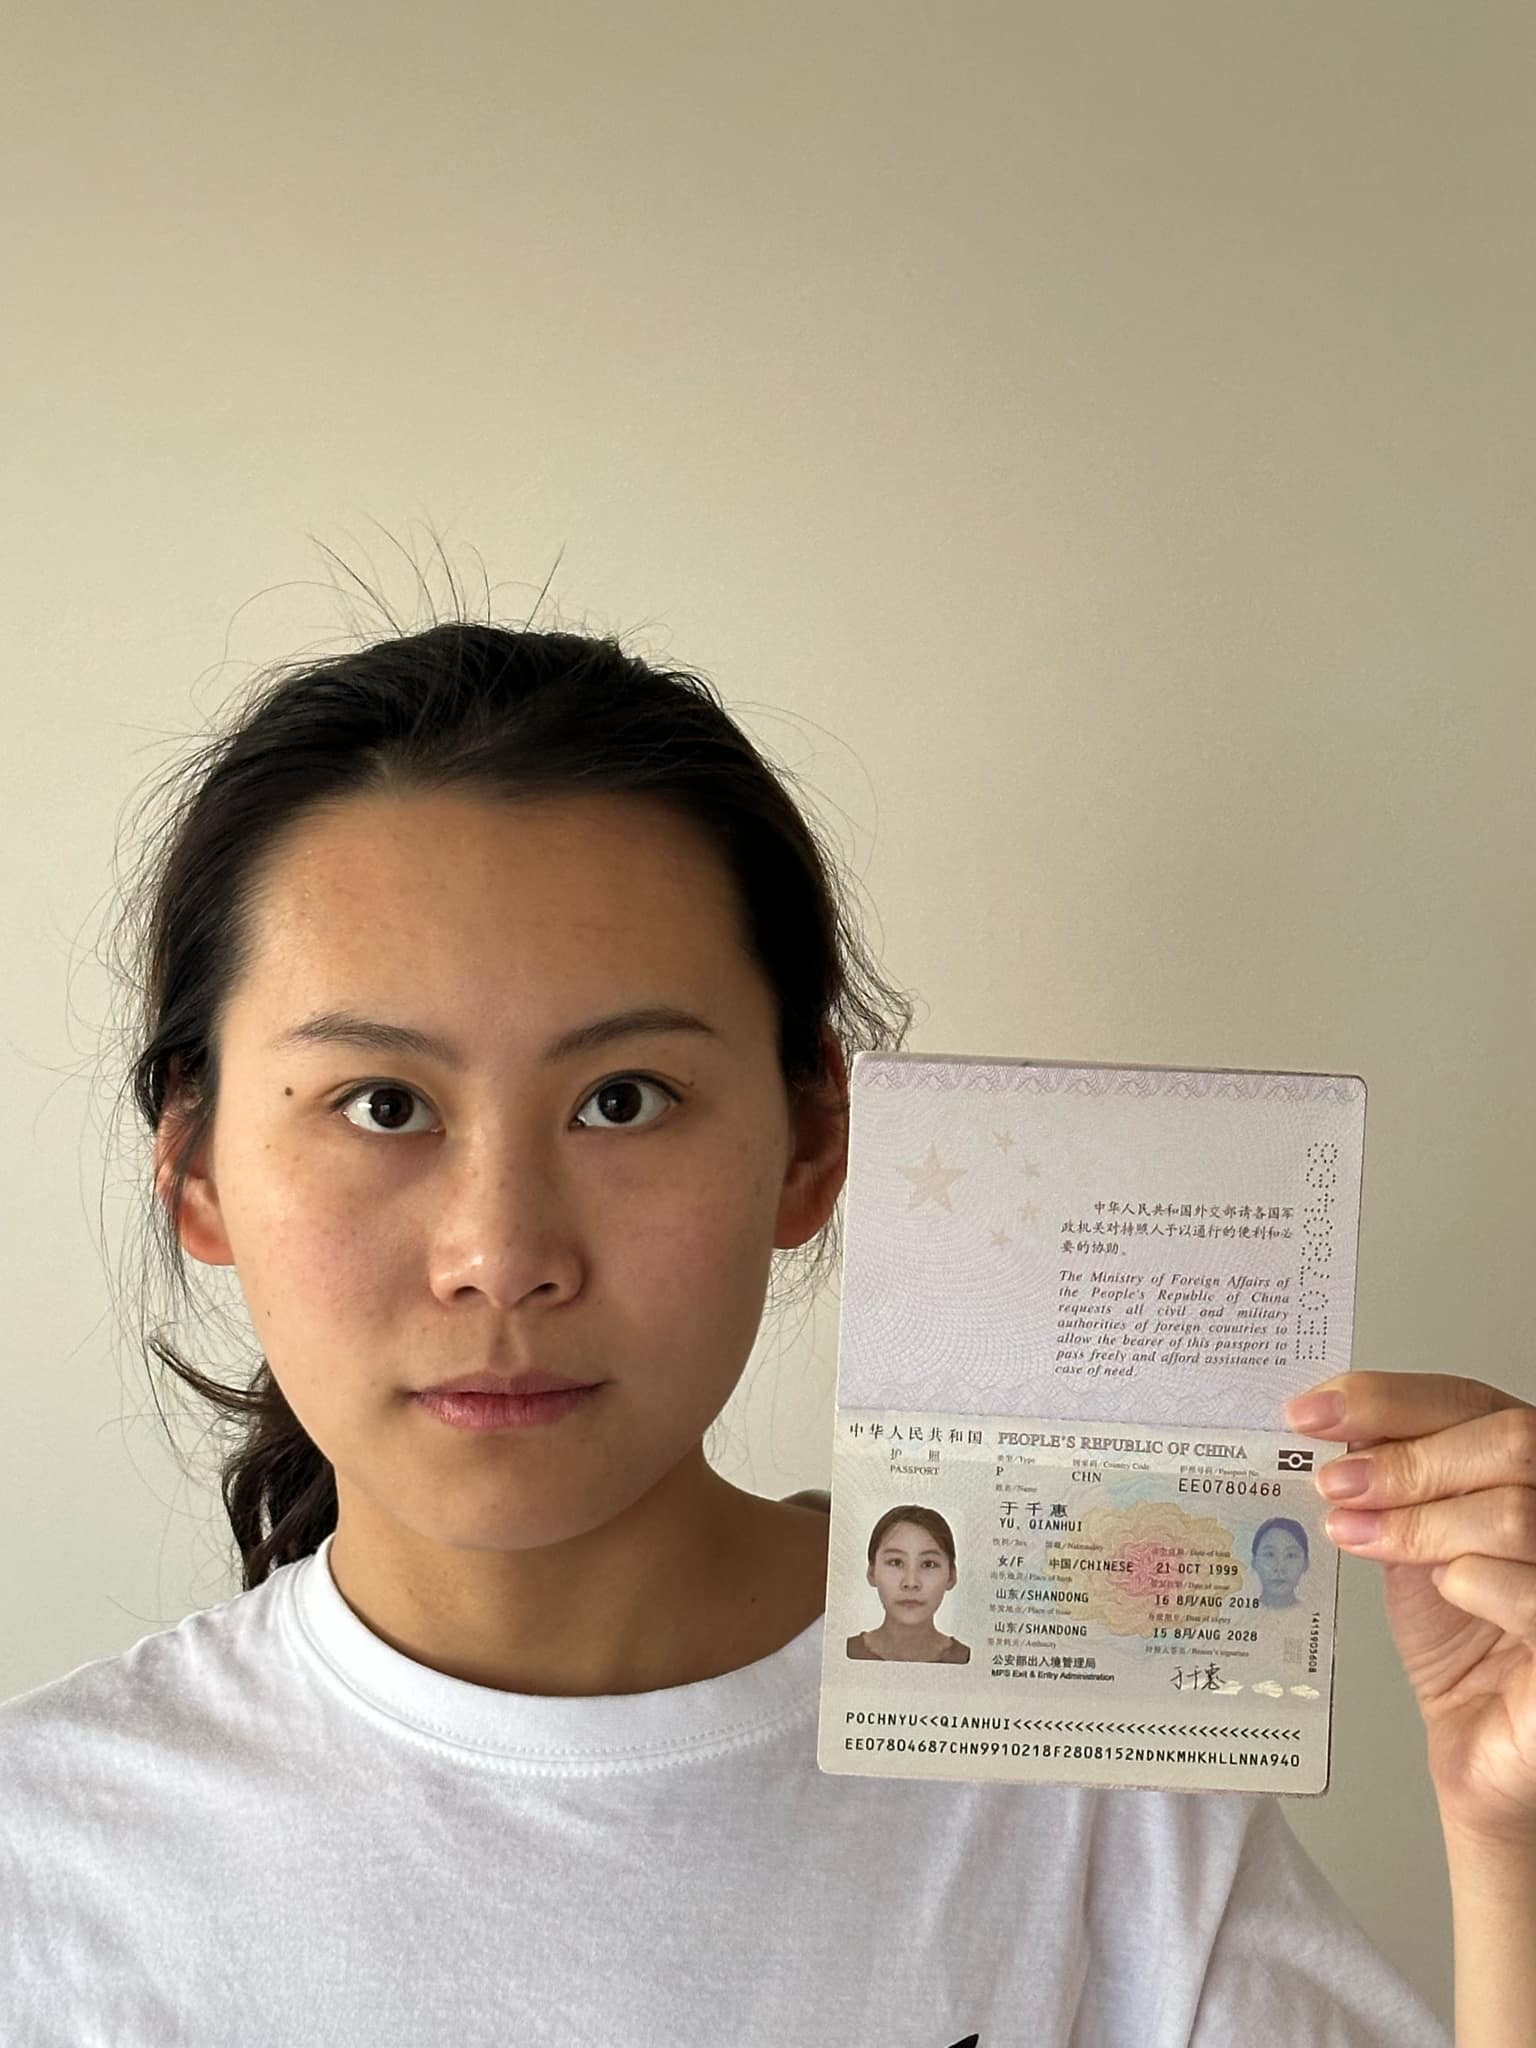 中华人民共和国外交部请各国军
政机关对持照人予以通行的便利和必
要的协助。
The Ministry of Foreign Affairs of
the People's Republic of China
requests all civil and military
authorities of foreign countries to
allow the bearer of this passport to
pass freely and afford assistance in
case of need.
EE0780468
中华人民共和国 PEOPLE'S REPUBLIC OF CHINA
护 照
PASSPORT
类型/Type 国家码/Country Code 护照号码/Passport No.
P CHN EE0780468
姓名/Name
于千惠
YU, QIANHUI
性别/Sex 国籍/Nationality 出生日期/Date of birth
女/F 中国/CHINESE 21 OCT 1999
出生地点/Place of birth 签发日期/Date of issue
山东/SHANDONG 16 8月/AUG 2018
签发地点/Place of issue 有效期至/Date of expiry
山东/SHANDONG 15 8月/AUG 2028
签发机关/Authority 持照人签名/Bearer's signature
公安部出入境管理局
MPS Exit & Entry Administration
于千惠
141505608
POCHNYU<<QIANHUI<<<<<<<<<<<<<<<<<<<<<<<<<<<<
EE07804687CHN9910218F2808152NDNKMHKHLLNNA940